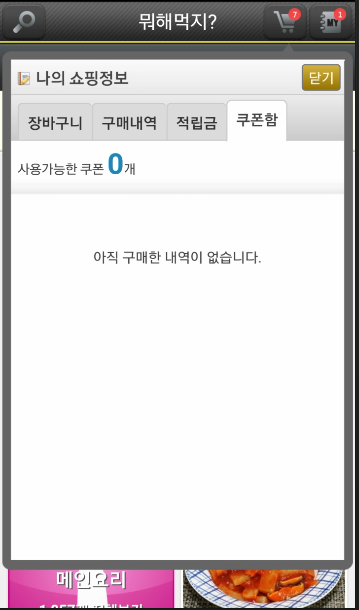 뭐해먹지?
7
MY
1
나의 쇼핑정보
닫기
장바구니
구매내역
적립금
쿠폰함
사용가능한 쿠폰 0개
아직 구매한 내역이 없습니다.
메인요리